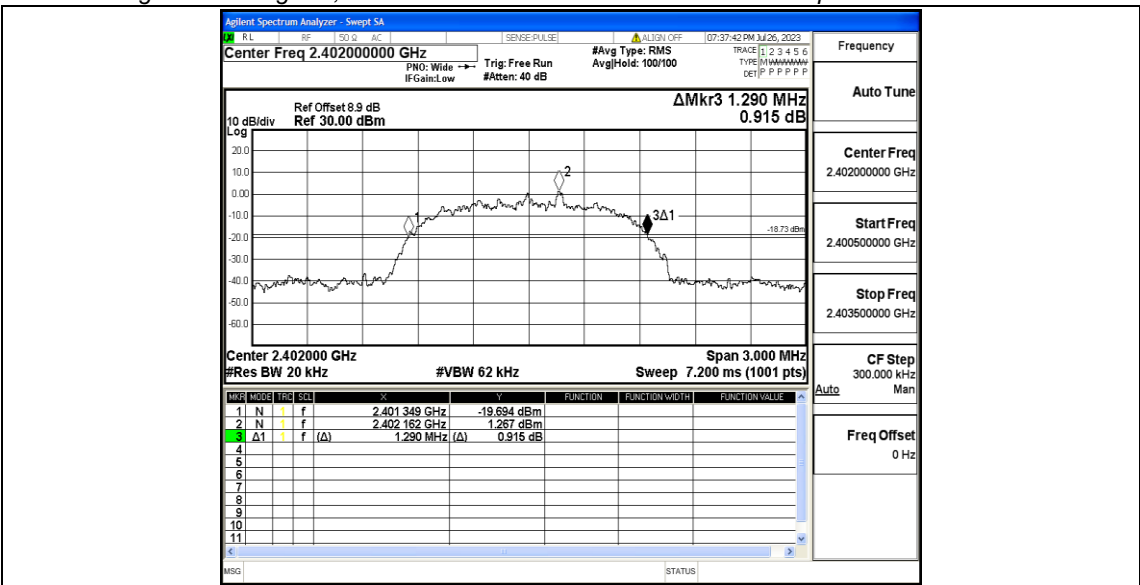 Agilent Spectrum Analyzer - Swept SA
RL RF 50 Ω AC SENSE:PULSE ALIGN OFF 07:37:42 PM Jul 26, 2023
Center Freq 2.402000000 GHz
PNO: Wide
IFGain:Low
Trig: Free Run
#Atten: 40 dB
#Avg Type: RMS
Avg|Hold: 100/100
TRACE 1 2 3 4 5 6
TYPE M
DET P P P P P P
Ref Offset 8.9 dB
10 dB/div Ref 30.00 dBm
Log
ΔMkr3 1.290 MHz
0.915 dB
20.0
10.0
0.00
-10.0
-20.0
-30.0
-40.0
-50.0
-60.0
1
2
3Δ1
-18.73 dBm
Center 2.402000 GHz Span 3.000 MHz
#Res BW 20 kHz #VBW 62 kHz Sweep 7.200 ms (1001 pts)
MKR MODE TRC SCL X Y FUNCTION FUNCTION WIDTH FUNCTION VALUE
1 N 1 f 2.401 349 GHz -19.694 dBm
2 N 1 f 2.402 162 GHz 1.267 dBm
3 Δ1 1 f (Δ) 1.290 MHz (Δ) 0.915 dB
4
5
6
7
8
9
10
11
MSG STATUS
Frequency
Auto Tune
Center Freq
2.402000000 GHz
Start Freq
2.400500000 GHz
Stop Freq
2.403500000 GHz
CF Step
300.000 kHz
Auto Man
Freq Offset
0 Hz